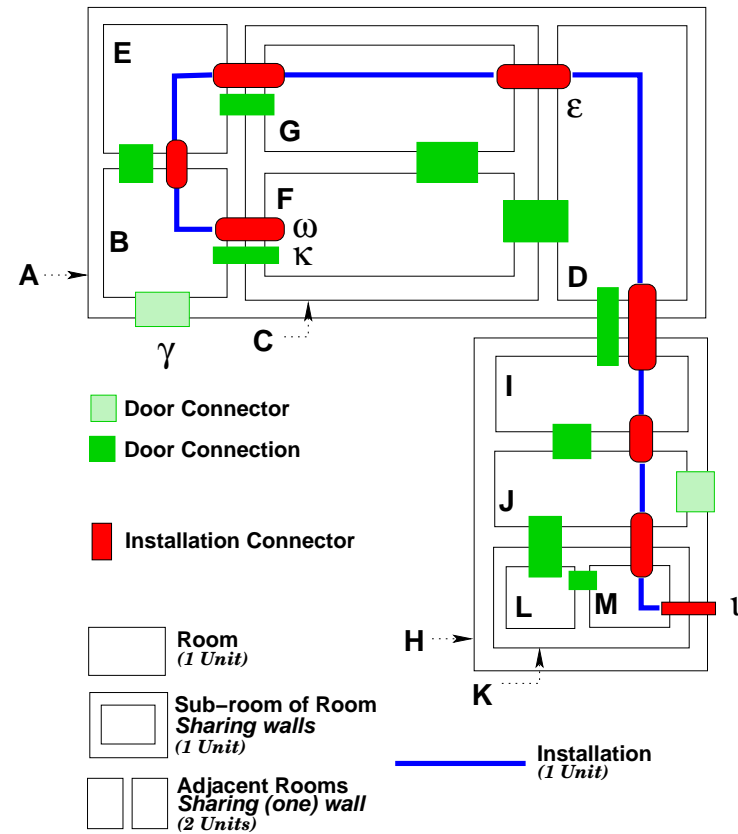 E
G
ε
B
F
ω
κ
A
D
C
γ
I
Door Connector
Door Connection
J
Installation Connector
L
M
ι
H
K
Room
(1 Unit)
Sub-room of Room
Sharing walls
(1 Unit)
Installation
(1 Unit)
Adjacent Rooms
Sharing (one) wall
(2 Units)